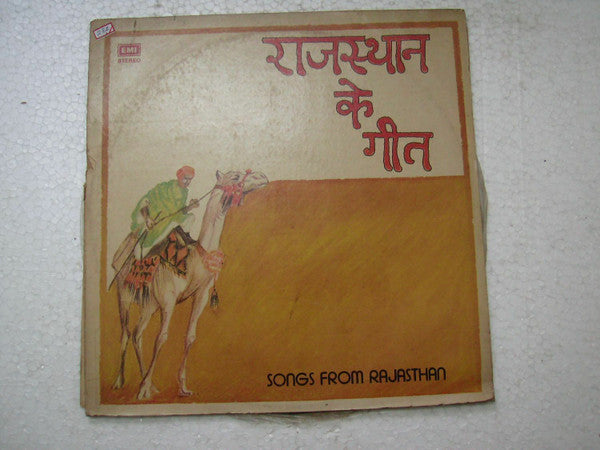 EMI
STEREO
राजस्थान
के
गीत
SONGS FROM RAJASTHAN